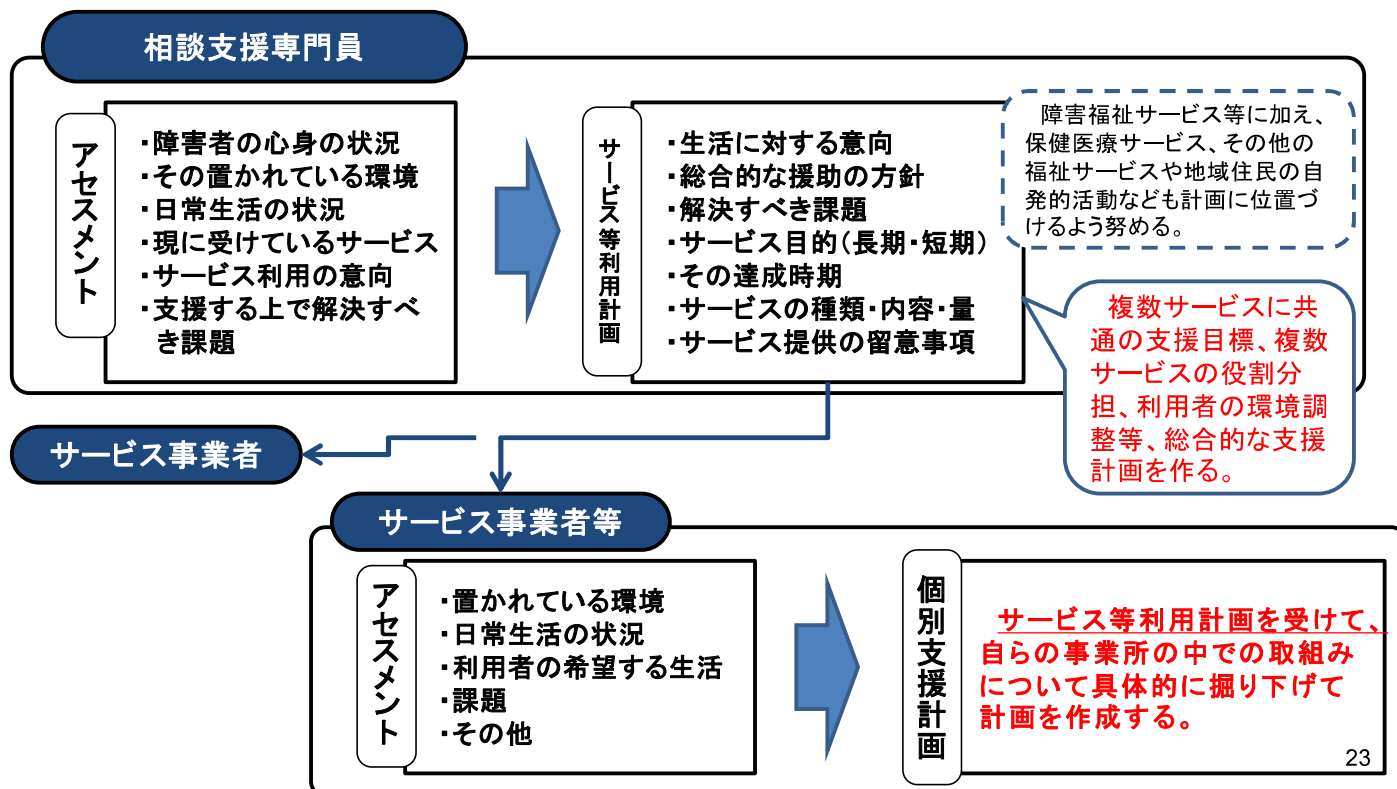 相談支援専門員
アセスメント
・障害者の心身の状況
・その置かれている環境
・日常生活の状況
・現に受けているサービス
・サービス利用の意向
・支援する上で解決すべ
き課題
サービス等利用計画
・生活に対する意向
・総合的な援助の方針
・解決すべき課題
・サービス目的(長期・短期)
・その達成時期
・サービスの種類・内容・量
・サービス提供の留意事項
障害福祉サービス等に加え、
保健医療サービス、その他の
福祉サービスや地域住民の自
発的活動なども計画に位置づ
けるよう努める。
複数サービスに共
通の支援目標、複数
サービスの役割分
担、利用者の環境調
整等、総合的な支援
計画を作る。
サービス事業者
サービス事業者等
アセスメント
・置かれている環境
・日常生活の状況
・利用者の希望する生活
・課題
・その他
個別支援計画
サービス等利用計画を受けて、
自らの事業所の中での取組み
について具体的に掘り下げて
計画を作成する。
23